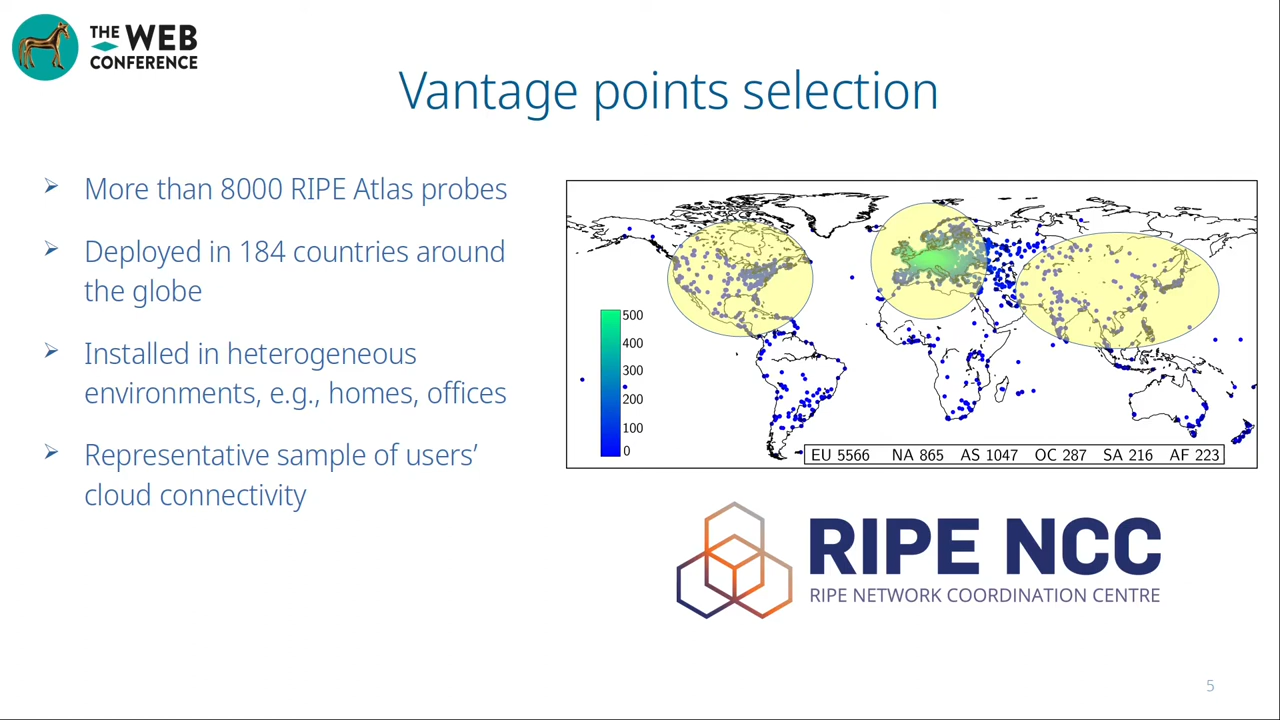 THE WEB
CONFERENCE
Vantage points selection
More than 8000 RIPE Atlas probes
Deployed in 184 countries around
the globe
Installed in heterogeneous
environments, e.g., homes, offices
Representative sample of users’
cloud connectivity
500
400
300
200
100
0
EU 5566 NA 865 AS 1047 OC 287 SA 216 AF 223
RIPE NCC
RIPE NETWORK COORDINATION CENTRE
5